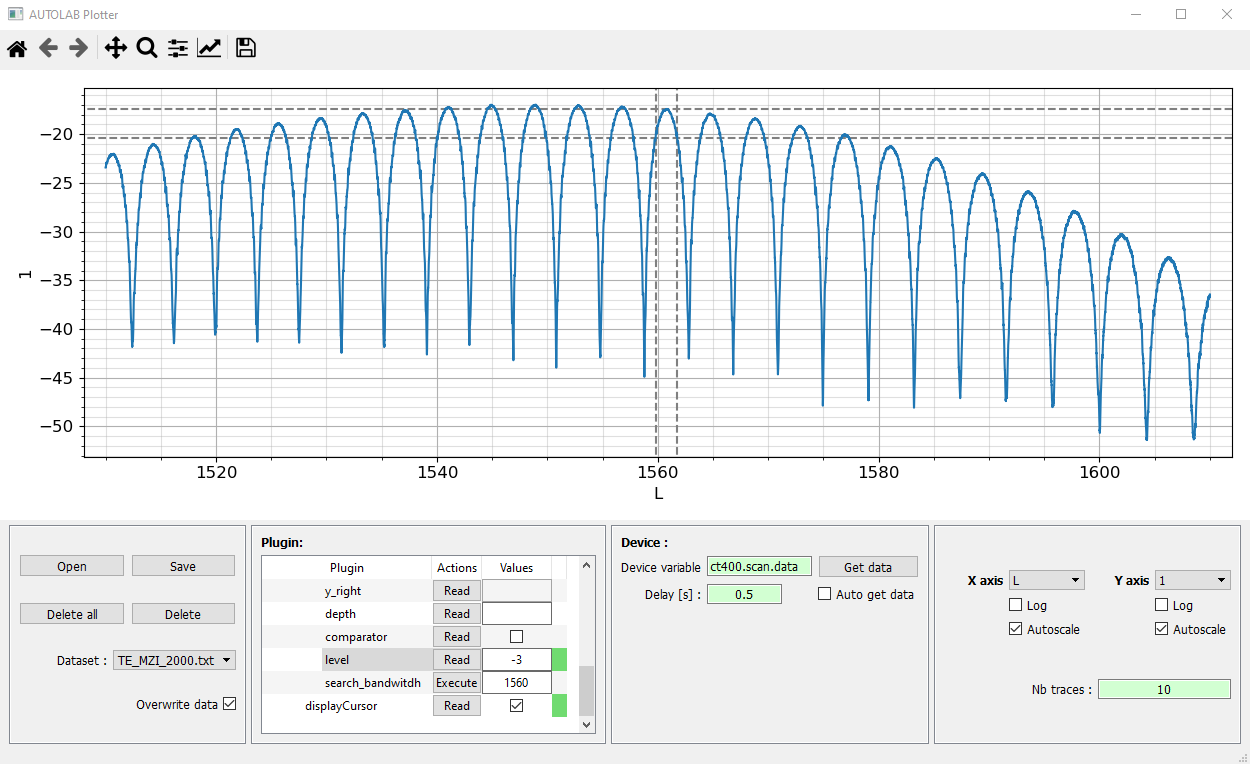 AUTOLAB Plotter
−20
−25
−30
−35
−40
−45
−50
1
1520 1540 1560 1580 1600
L
Open Save
Delete all Delete
Dataset : TE_MZI_2000.txt
Overwrite data
Plugin:
Plugin Actions Values
y_right Read
depth Read
comparator Read
level Read -3
search_bandwitdh Execute 1560
displayCursor Read
Device :
Device variable ct400.scan.data Get data
Delay [s] : 0.5 Auto get data
X axis L Y axis 1
Log Log
Autoscale Autoscale
Nb traces : 10